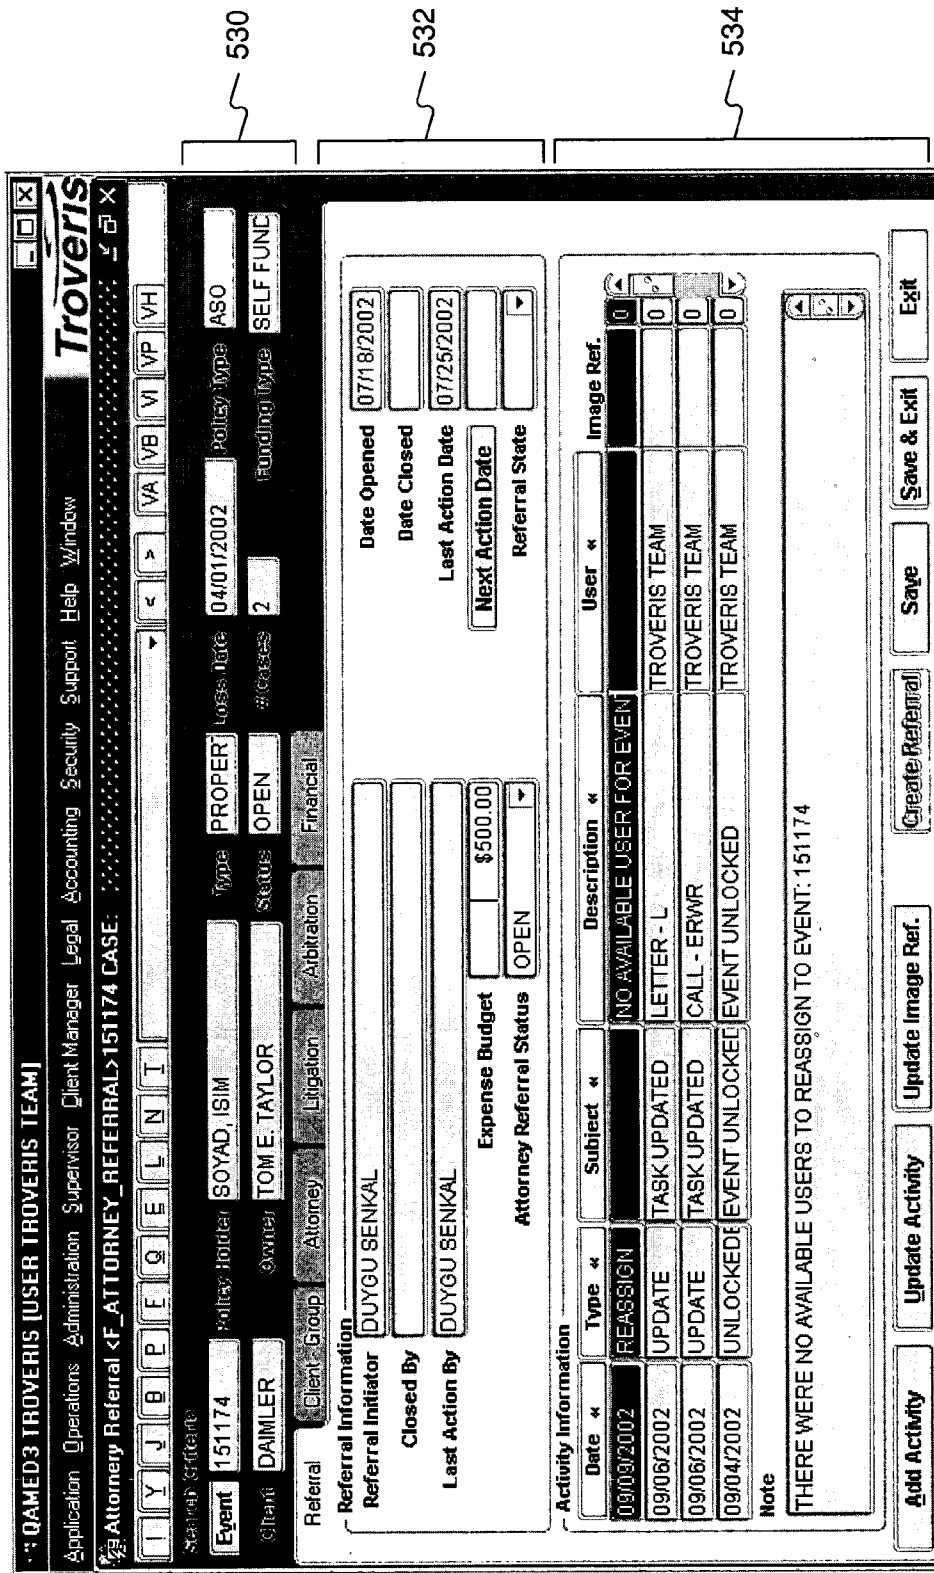 QAMED3 TROVERIS [USER TROVERIS TEAM]
Application Operations Administration Supervisor Client Manager Legal Accounting Security Support Help Window
Troveris
Attorney Referral <F_ATTORNEY_REFERRAL>151174 CASE:
I Y J B P F Q E L N T < > VA VB VI VP VH
Search Criteria
Event 151174 Policy Holder SOYAD, ISIM Type PROPERT Loss Date 04/01/2002 Policy Type ASO
Client DAIMLER Owner TOM E. TAYLOR Status OPEN # Cases 2 Funding Type SELF FUND
530
Referral Client - Group Attorney Litigation Arbitration Financial
Referral Information
Referral Initiator DUYGU SENKAL Date Opened 07/18/2002
Closed By Date Closed
Last Action By DUYGU SENKAL Last Action Date 07/25/2002
Expense Budget $500.00 Next Action Date
Attorney Referral Status OPEN Referral State
532
Activity Information
Date « Type « Subject « Description « User « Image Ref.
09/09/2002 REASSIGN NO AVAILABLE USER FOR EVEN 0
09/06/2002 UPDATE TASK UPDATED LETTER - L TROVERIS TEAM 0
09/06/2002 UPDATE TASK UPDATED CALL - ERWR TROVERIS TEAM 0
09/04/2002 UNLOCKEDE EVENT UNLOCKED EVENT UNLOCKED TROVERIS TEAM 0
Note
THERE WERE NO AVAILABLE USERS TO REASSIGN TO EVENT: 151174
534
Add Activity Update Activity Update Image Ref. Create Referral Save Save & Exit Exit